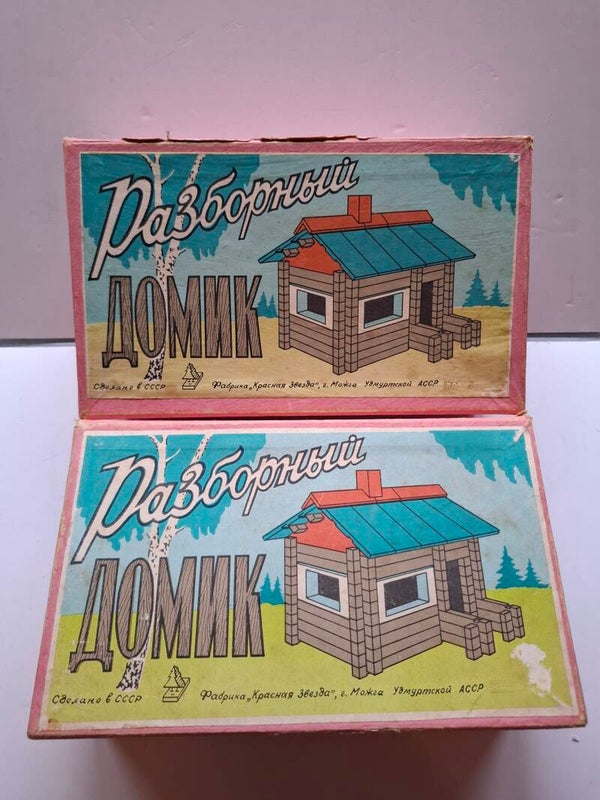 Разборный
ДОМИК
Сделано в СССР
Фабрика „Красная Звезда", г. Можга Удмуртской АССР
Разборный
ДОМИК
Сделано в СССР
Фабрика „Красная Звезда", г. Можга Удмуртской АССР